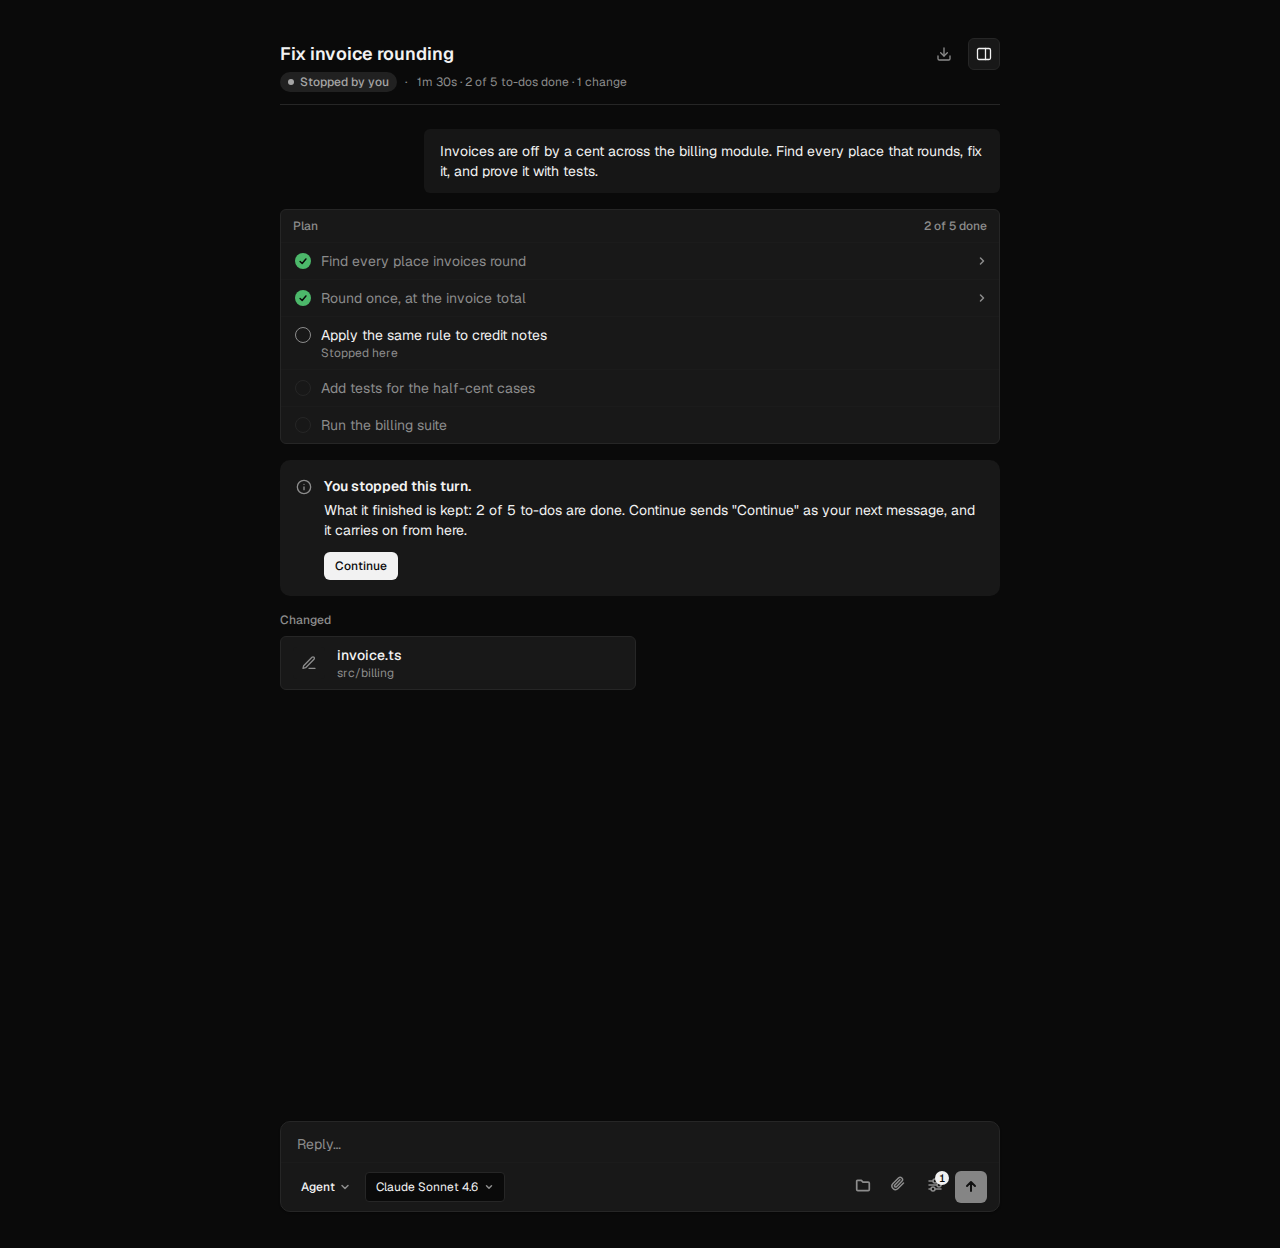 Fix invoice rounding
Stopped by you · 1m 30s · 2 of 5 to-dos done · 1 change
Invoices are off by a cent across the billing module. Find every place that rounds, fix
it, and prove it with tests.
Plan 2 of 5 done
Find every place invoices round
Round once, at the invoice total
Apply the same rule to credit notes
Stopped here
Add tests for the half-cent cases
Run the billing suite
You stopped this turn.
What it finished is kept: 2 of 5 to-dos are done. Continue sends "Continue" as your next message, and
it carries on from here.
Continue
Changed
invoice.ts
src/billing
Reply...
Agent Claude Sonnet 4.6 1